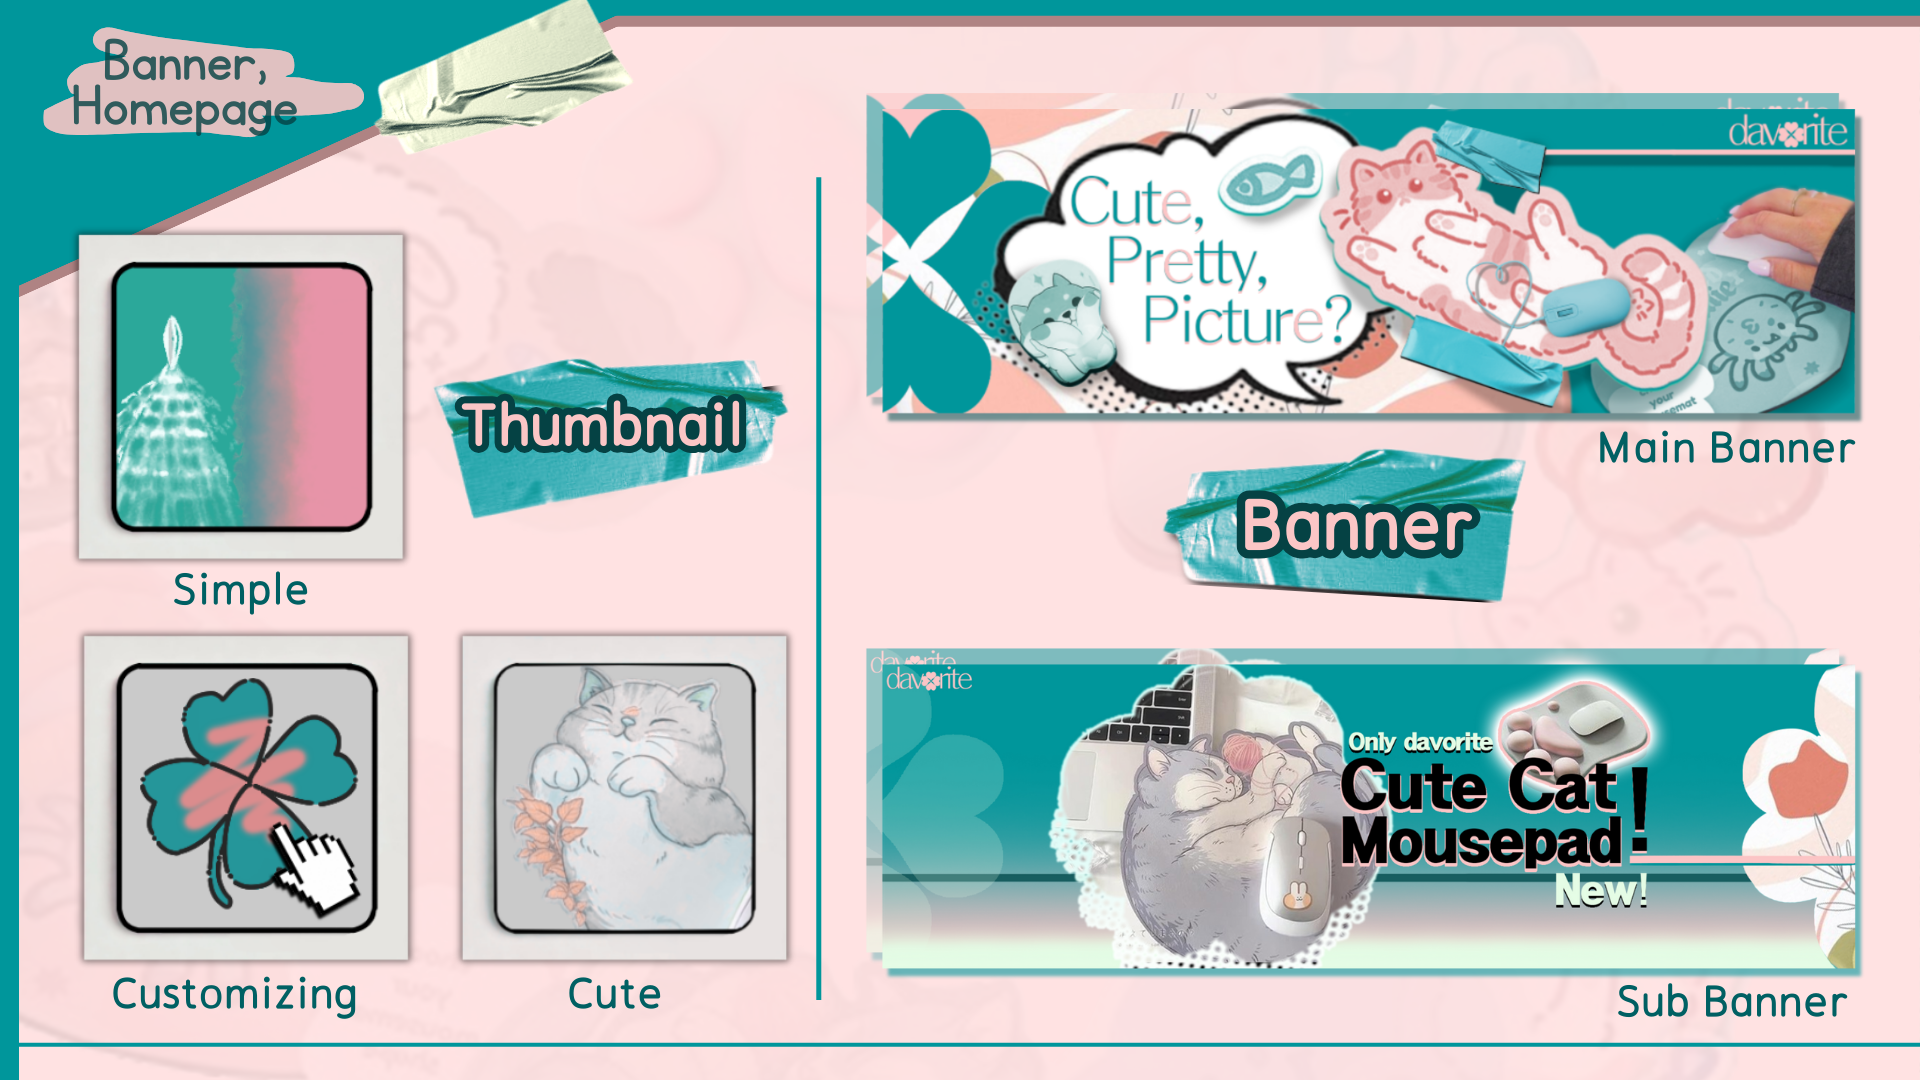 Banner,
Homepage
Thumbnail
Simple
Customizing
Cute
davorite
Cute,
Pretty,
Picture?
your
Main Banner
Banner
davorite
Only davorite
Cute Cat
Mousepad!
New!
Sub Banner